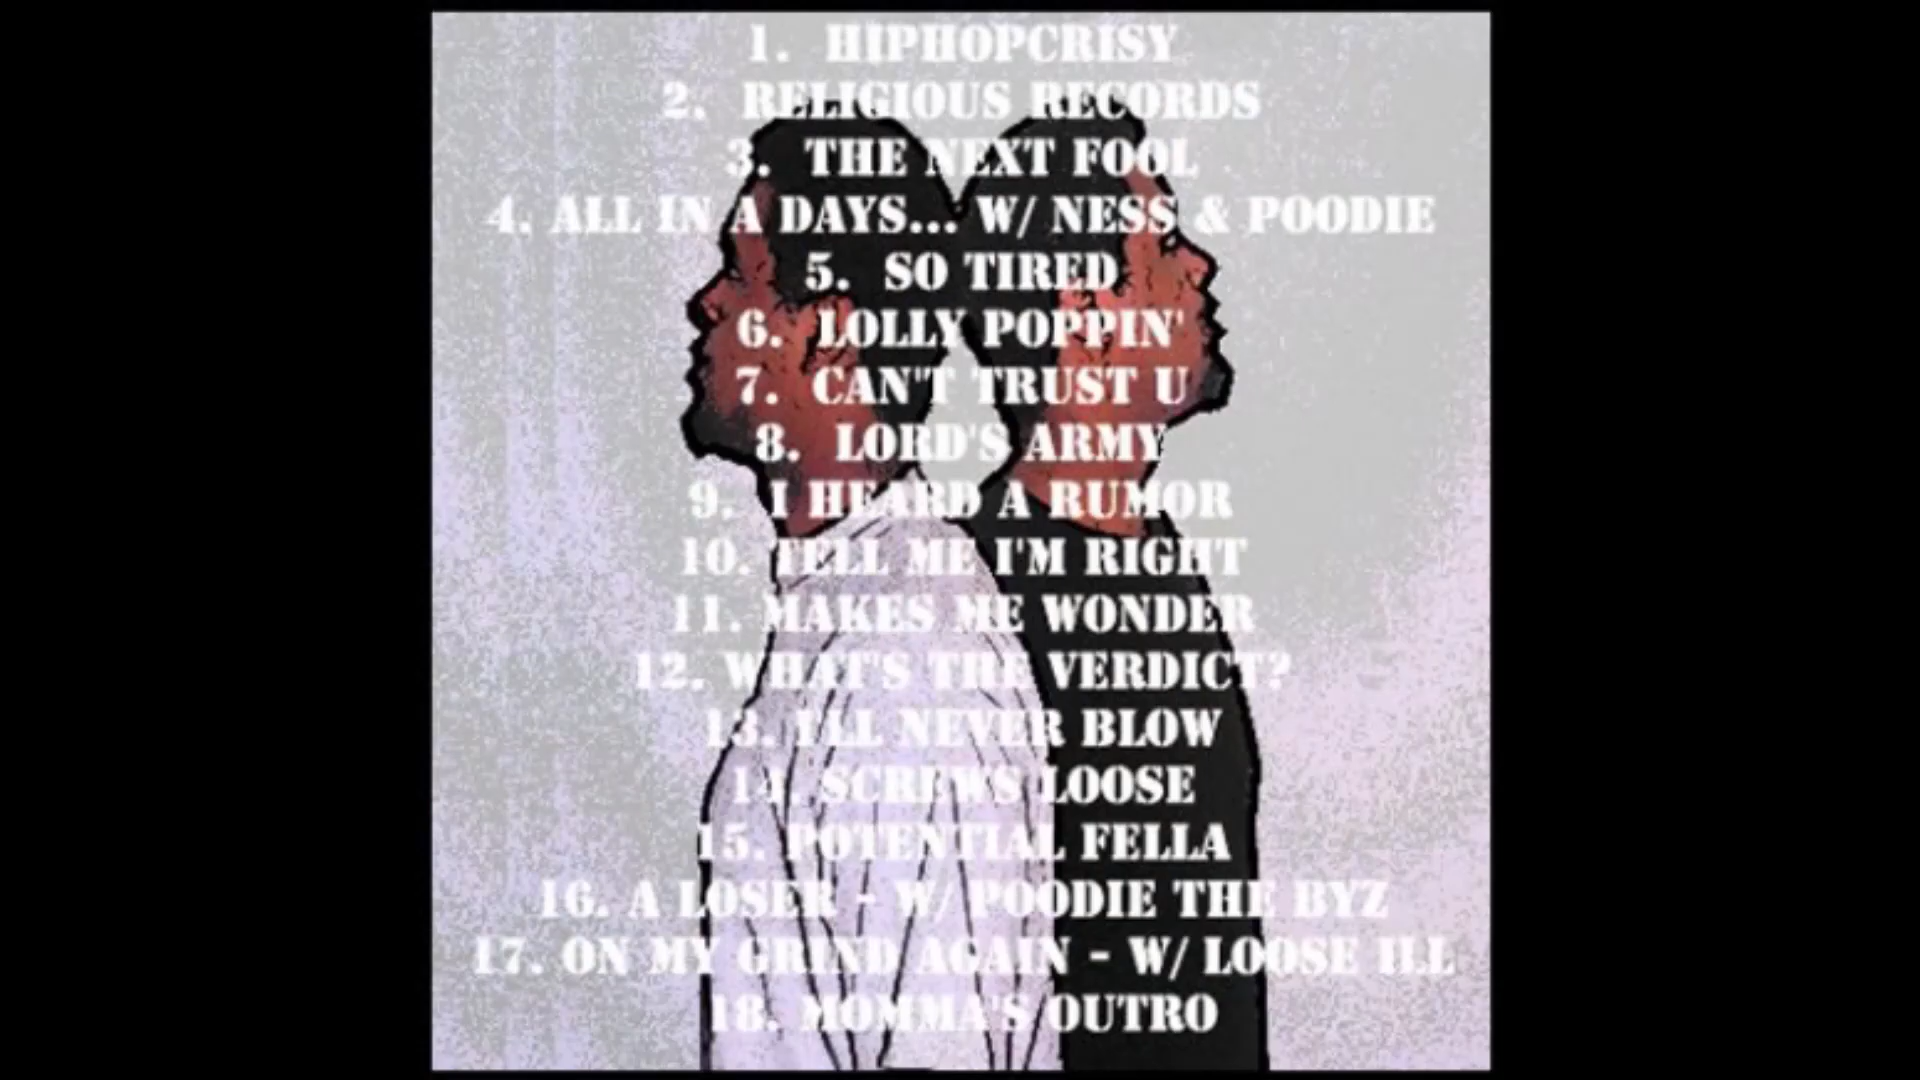 1. HIPHOPCRISY
2. RELIGIOUS RECORDS
3. THE NEXT FOOL
4. ALL IN A DAYS... W/ NESS & POODIE
5. SO TIRED
6. LOLLY POPPIN'
7. CAN'T TRUST U
8. LORD'S ARMY
9. I HEARD A RUMOR
10. TELL ME I'M RIGHT
11. MAKES ME WONDER
12. WHAT'S THE VERDICT?
13. I'LL NEVER BLOW
14. SCREWS LOOSE
15. POTENTIAL FELLA
16. A LOSER - W/ POODIE THE BYZ
17. ON MY GRIND AGAIN - W/ LOOSE ILL
18. MOMMA'S OUTRO